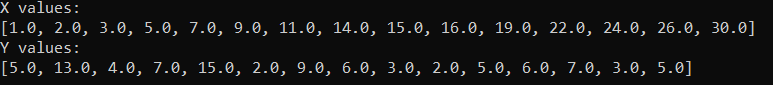 X values:
[1.0, 2.0, 3.0, 5.0, 7.0, 9.0, 11.0, 14.0, 15.0, 16.0, 19.0, 22.0, 24.0, 26.0, 30.0]
Y values:
[5.0, 13.0, 4.0, 7.0, 15.0, 2.0, 9.0, 6.0, 3.0, 2.0, 5.0, 6.0, 7.0, 3.0, 5.0]